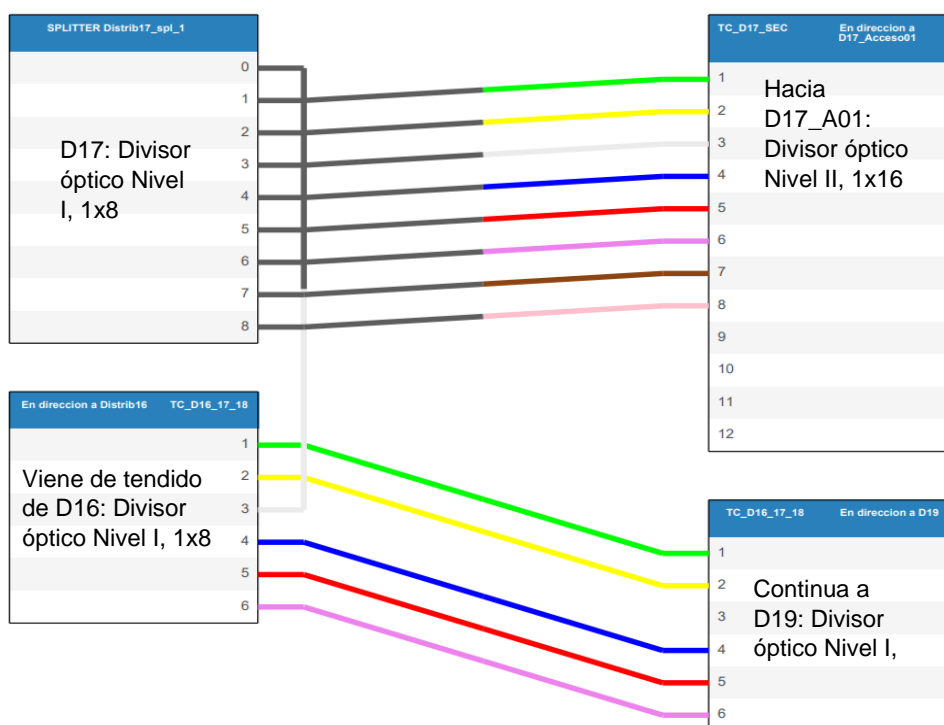 SPLITTER Distrib17_spl_1
0
1
2
3
4
5
6
7
8
D17: Divisor
óptico Nivel
I, 1x8
TC_D17_SEC
En direccion a
D17_Acceso01
1
2
3
4
5
6
7
8
9
10
11
12
Hacia
D17_A01:
Divisor óptico
Nivel II, 1x16
En direccion a Distrib16 TC_D16_17_18
1
2
3
4
5
6
Viene de tendido
de D16: Divisor
óptico Nivel I, 1x8
TC_D16_17_18 En direccion a D19
1
2
3
4
5
6
Continua a
D19: Divisor
óptico Nivel I,